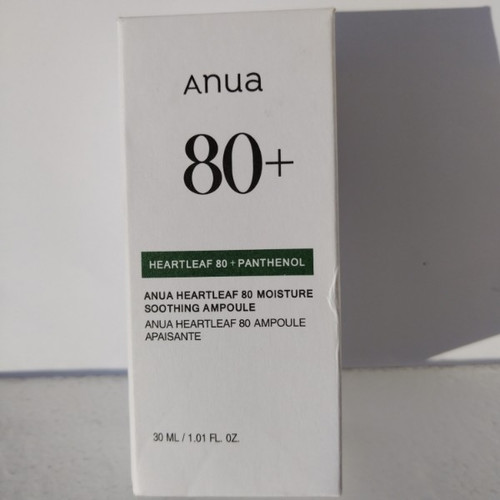 Anua
80+
HEARTLEAF 80 + PANTHENOL
ANUA HEARTLEAF 80 MOISTURE
SOOTHING AMPOULE
ANUA HEARTLEAF 80 AMPOULE
APAISANTE
30 ML / 1.01 FL. OZ.